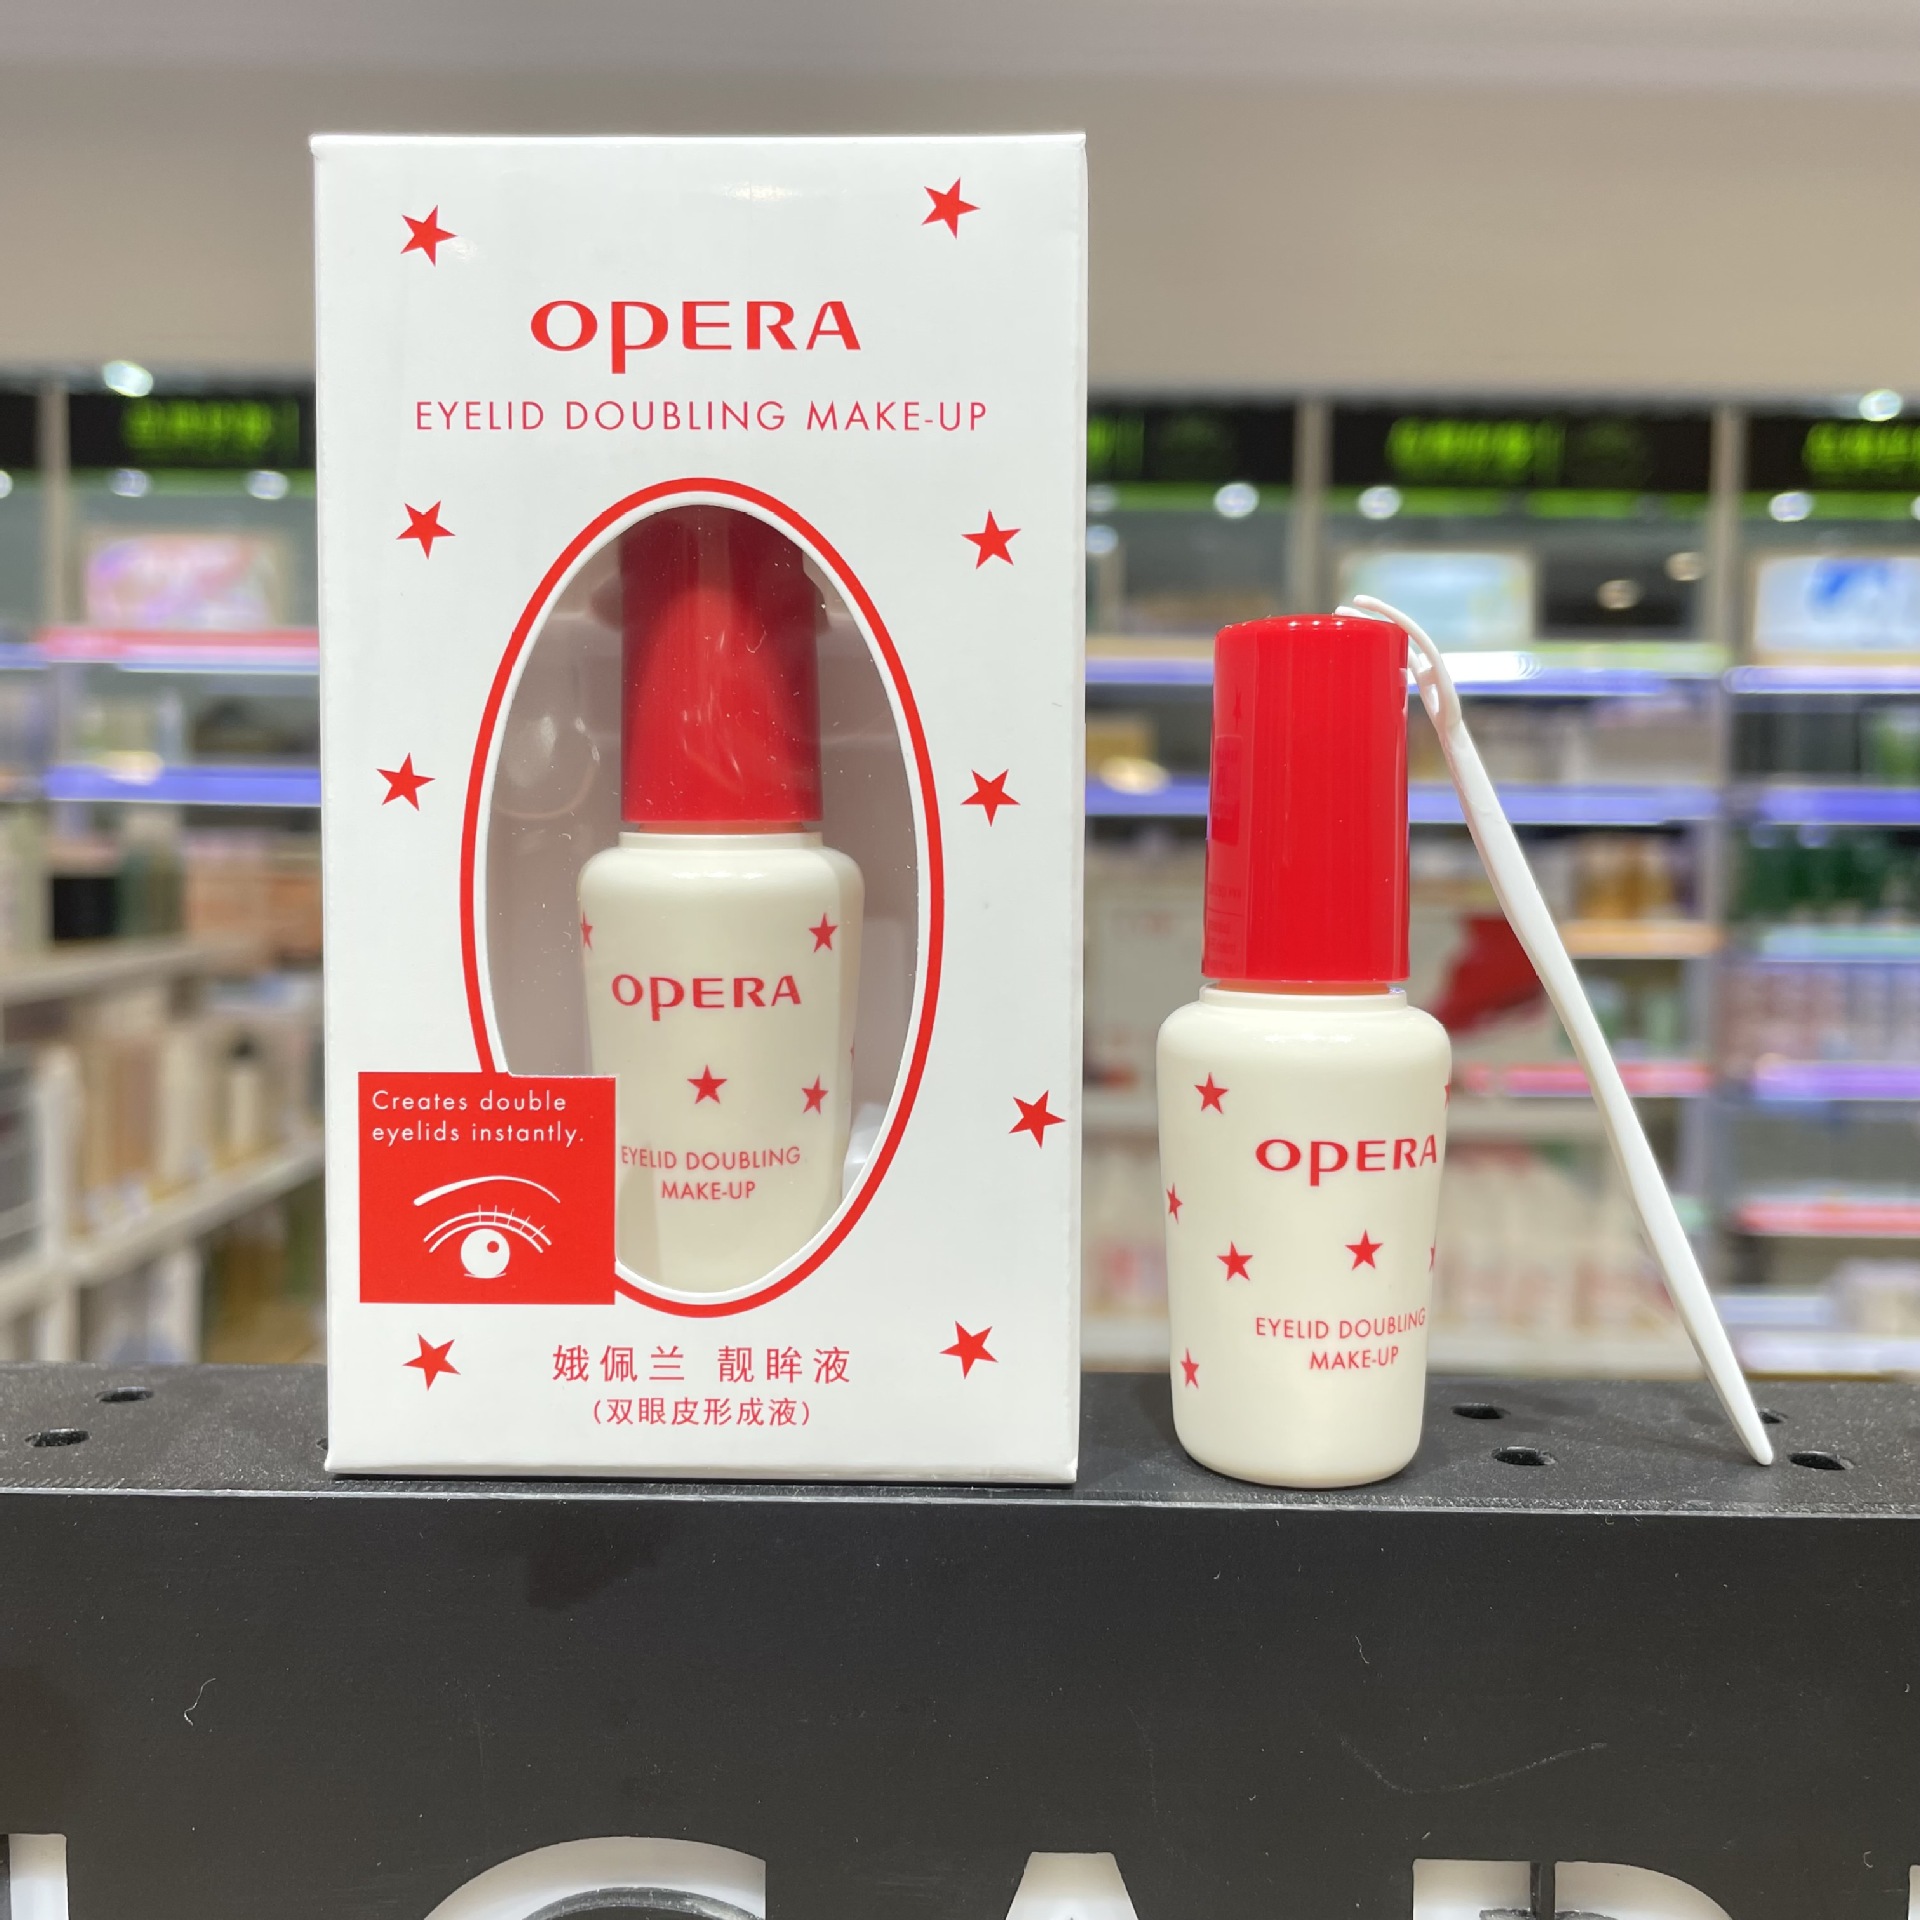 OPERA
EYELID DOUBLING MAKE-UP
OPERA
EYELID DOUBLING
MAKE-UP
Creates double
eyelids instantly.
娥佩兰 靓眸液
(双眼皮形成液)
OPERA
EYELID DOUBLING
MAKE-UP